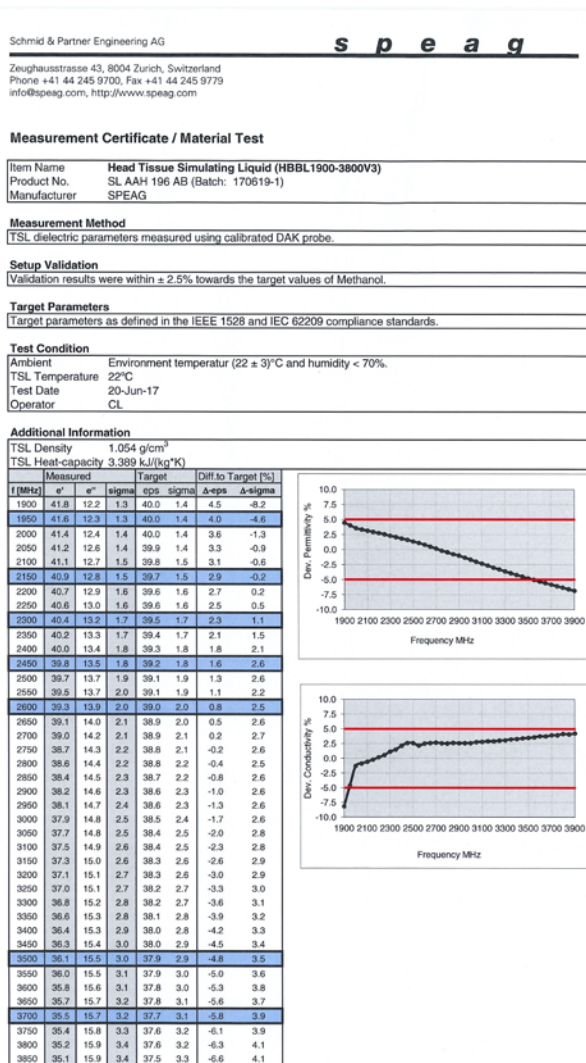 Schmid & Partner Engineering AG
s p e a g
Zeughausstrasse 43, 8004 Zurich, Switzerland
Phone +41 44 245 9700, Fax +41 44 245 9779
info@speag.com, http://www.speag.com
Measurement Certificate / Material Test
Item Name Head Tissue Simulating Liquid (HBBL1900-3800V3)
Product No. SL AAH 196 AB (Batch: 170619-1)
Manufacturer SPEAG
Measurement Method
TSL dielectric parameters measured using calibrated DAK probe.
Setup Validation
Validation results were within ± 2.5% towards the target values of Methanol.
Target Parameters
Target parameters as defined in the IEEE 1528 and IEC 62209 compliance standards.
Test Condition
Ambient Environment temperatur (22 ± 3)°C and humidity < 70%.
TSL Temperature 22°C
Test Date 20-Jun-17
Operator CL
Additional Information
TSL Density 1.054 g/cm³
TSL Heat-capacity 3.389 kJ/(kg*K)
Measured Target Diff.to Target [%]
f [MHz] e' e" sigma eps sigma Δ-eps Δ-sigma
1900 41.8 12.2 1.3 40.0 1.4 4.5 -8.2
1950 41.6 12.3 1.3 40.0 1.4 4.0 -4.6
2000 41.4 12.4 1.4 40.0 1.4 3.6 -1.3
2050 41.2 12.6 1.4 39.9 1.4 3.3 -0.9
2100 41.1 12.7 1.5 39.8 1.5 3.1 -0.6
2150 40.9 12.8 1.5 39.7 1.5 2.9 -0.2
2200 40.7 12.9 1.6 39.6 1.6 2.7 0.2
2250 40.6 13.0 1.6 39.6 1.6 2.5 0.5
2300 40.4 13.2 1.7 39.5 1.7 2.3 1.1
2350 40.2 13.3 1.7 39.4 1.7 2.1 1.5
2400 40.0 13.4 1.8 39.3 1.8 1.8 2.1
2450 39.8 13.5 1.8 39.2 1.8 1.6 2.6
2500 39.7 13.7 1.9 39.1 1.9 1.3 2.6
2550 39.5 13.7 2.0 39.1 1.9 1.1 2.2
2600 39.3 13.9 2.0 39.0 2.0 0.8 2.5
2650 39.1 14.0 2.1 38.9 2.0 0.5 2.6
2700 39.0 14.2 2.1 38.9 2.1 0.2 2.7
2750 38.7 14.3 2.2 38.8 2.1 -0.2 2.6
2800 38.6 14.4 2.2 38.8 2.2 -0.4 2.5
2850 38.4 14.5 2.3 38.7 2.2 -0.8 2.6
2900 38.2 14.6 2.3 38.6 2.3 -1.0 2.6
2950 38.1 14.7 2.4 38.6 2.3 -1.3 2.6
3000 37.9 14.8 2.5 38.5 2.4 -1.7 2.6
3050 37.7 14.8 2.5 38.4 2.5 -2.0 2.8
3100 37.5 14.9 2.6 38.4 2.5 -2.3 2.8
3150 37.3 15.0 2.6 38.3 2.6 -2.6 2.9
3200 37.1 15.1 2.7 38.3 2.6 -3.0 2.9
3250 37.0 15.1 2.7 38.2 2.7 -3.3 3.0
3300 36.8 15.2 2.8 38.2 2.7 -3.6 3.1
3350 36.6 15.3 2.8 38.1 2.8 -3.9 3.2
3400 36.4 15.3 2.9 38.0 2.8 -4.2 3.3
3450 36.3 15.4 3.0 38.0 2.9 -4.5 3.4
3500 36.1 15.5 3.0 37.9 2.9 -4.8 3.5
3550 36.0 15.5 3.1 37.9 3.0 -5.0 3.6
3600 35.8 15.6 3.1 37.8 3.0 -5.3 3.8
3650 35.7 15.7 3.2 37.8 3.1 -5.6 3.7
3700 35.5 15.7 3.2 37.7 3.1 -5.8 3.9
3750 35.4 15.8 3.3 37.6 3.2 -6.1 3.9
3800 35.2 15.9 3.4 37.6 3.2 -6.3 4.1
3850 35.1 15.9 3.4 37.5 3.3 -6.6 4.1
Dev. Permittivity %
10.0
7.5
5.0
2.5
0.0
-2.5
-5.0
-7.5
-10.0
1900 2100 2300 2500 2700 2900 3100 3300 3500 3700 3900
Frequency MHz
Dev. Conductivity %
10.0
7.5
5.0
2.5
0.0
-2.5
-5.0
-7.5
-10.0
1900 2100 2300 2500 2700 2900 3100 3300 3500 3700 3900
Frequency MHz